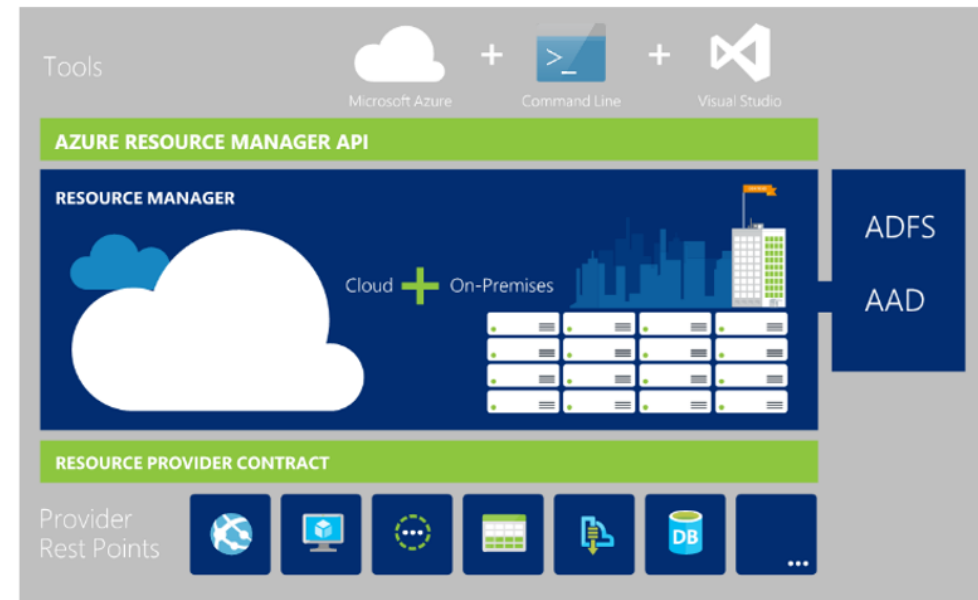 Tools
Microsoft Azure
Command Line
Visual Studio
AZURE RESOURCE MANAGER API
RESOURCE MANAGER
Cloud
On-Premises
ADFS
AAD
RESOURCE PROVIDER CONTRACT
Provider
Rest Points
DB